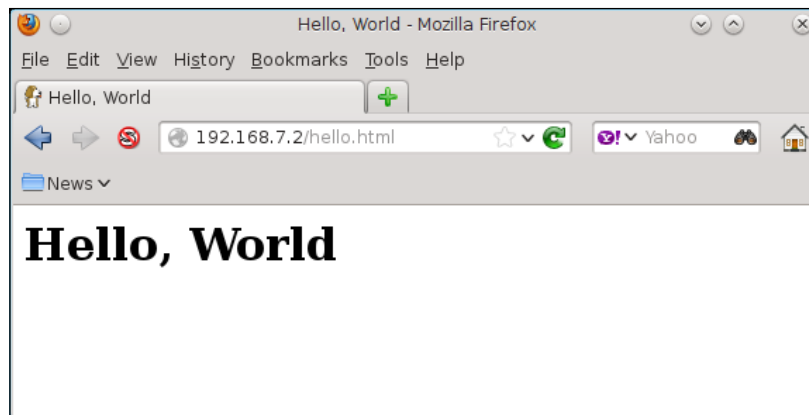 Hello, World - Mozilla Firefox
File Edit View History Bookmarks Tools Help
Hello, World
192.168.7.2/hello.html Y! Yahoo
News
Hello, World